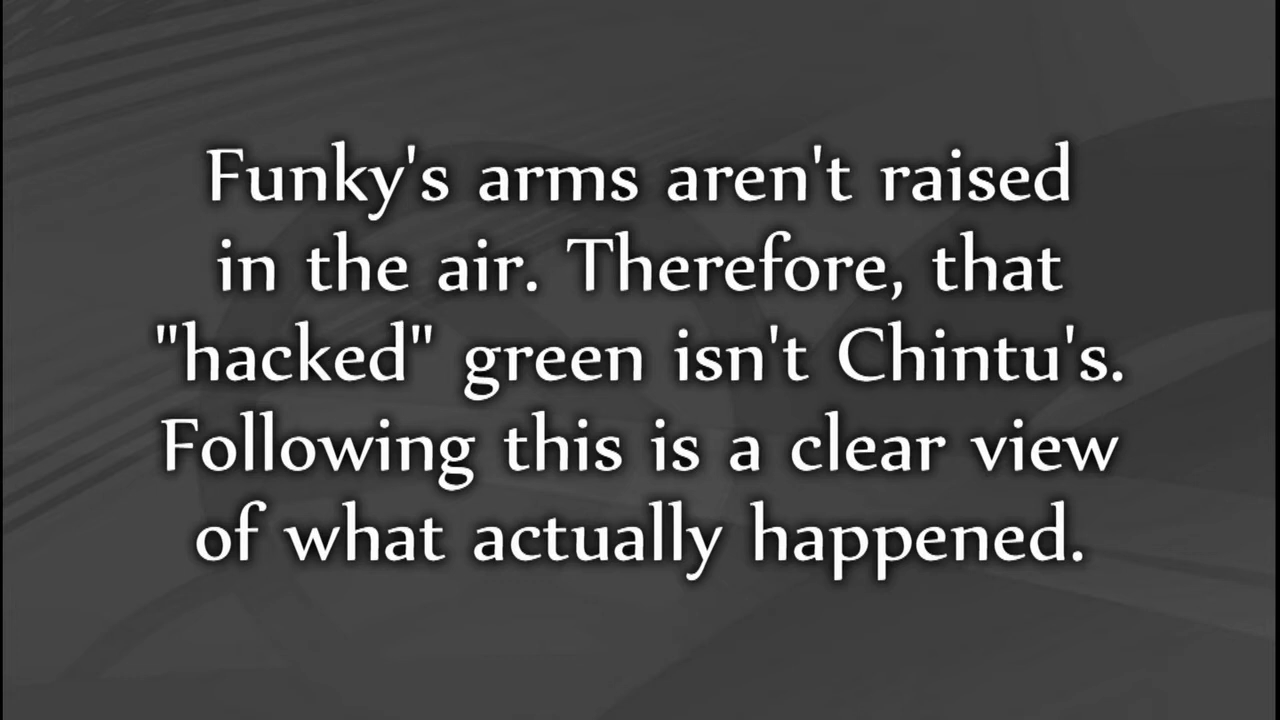 Funky's arms aren't raised
in the air. Therefore, that
"hacked" green isn't Chintu's.
Following this is a clear view
of what actually happened.